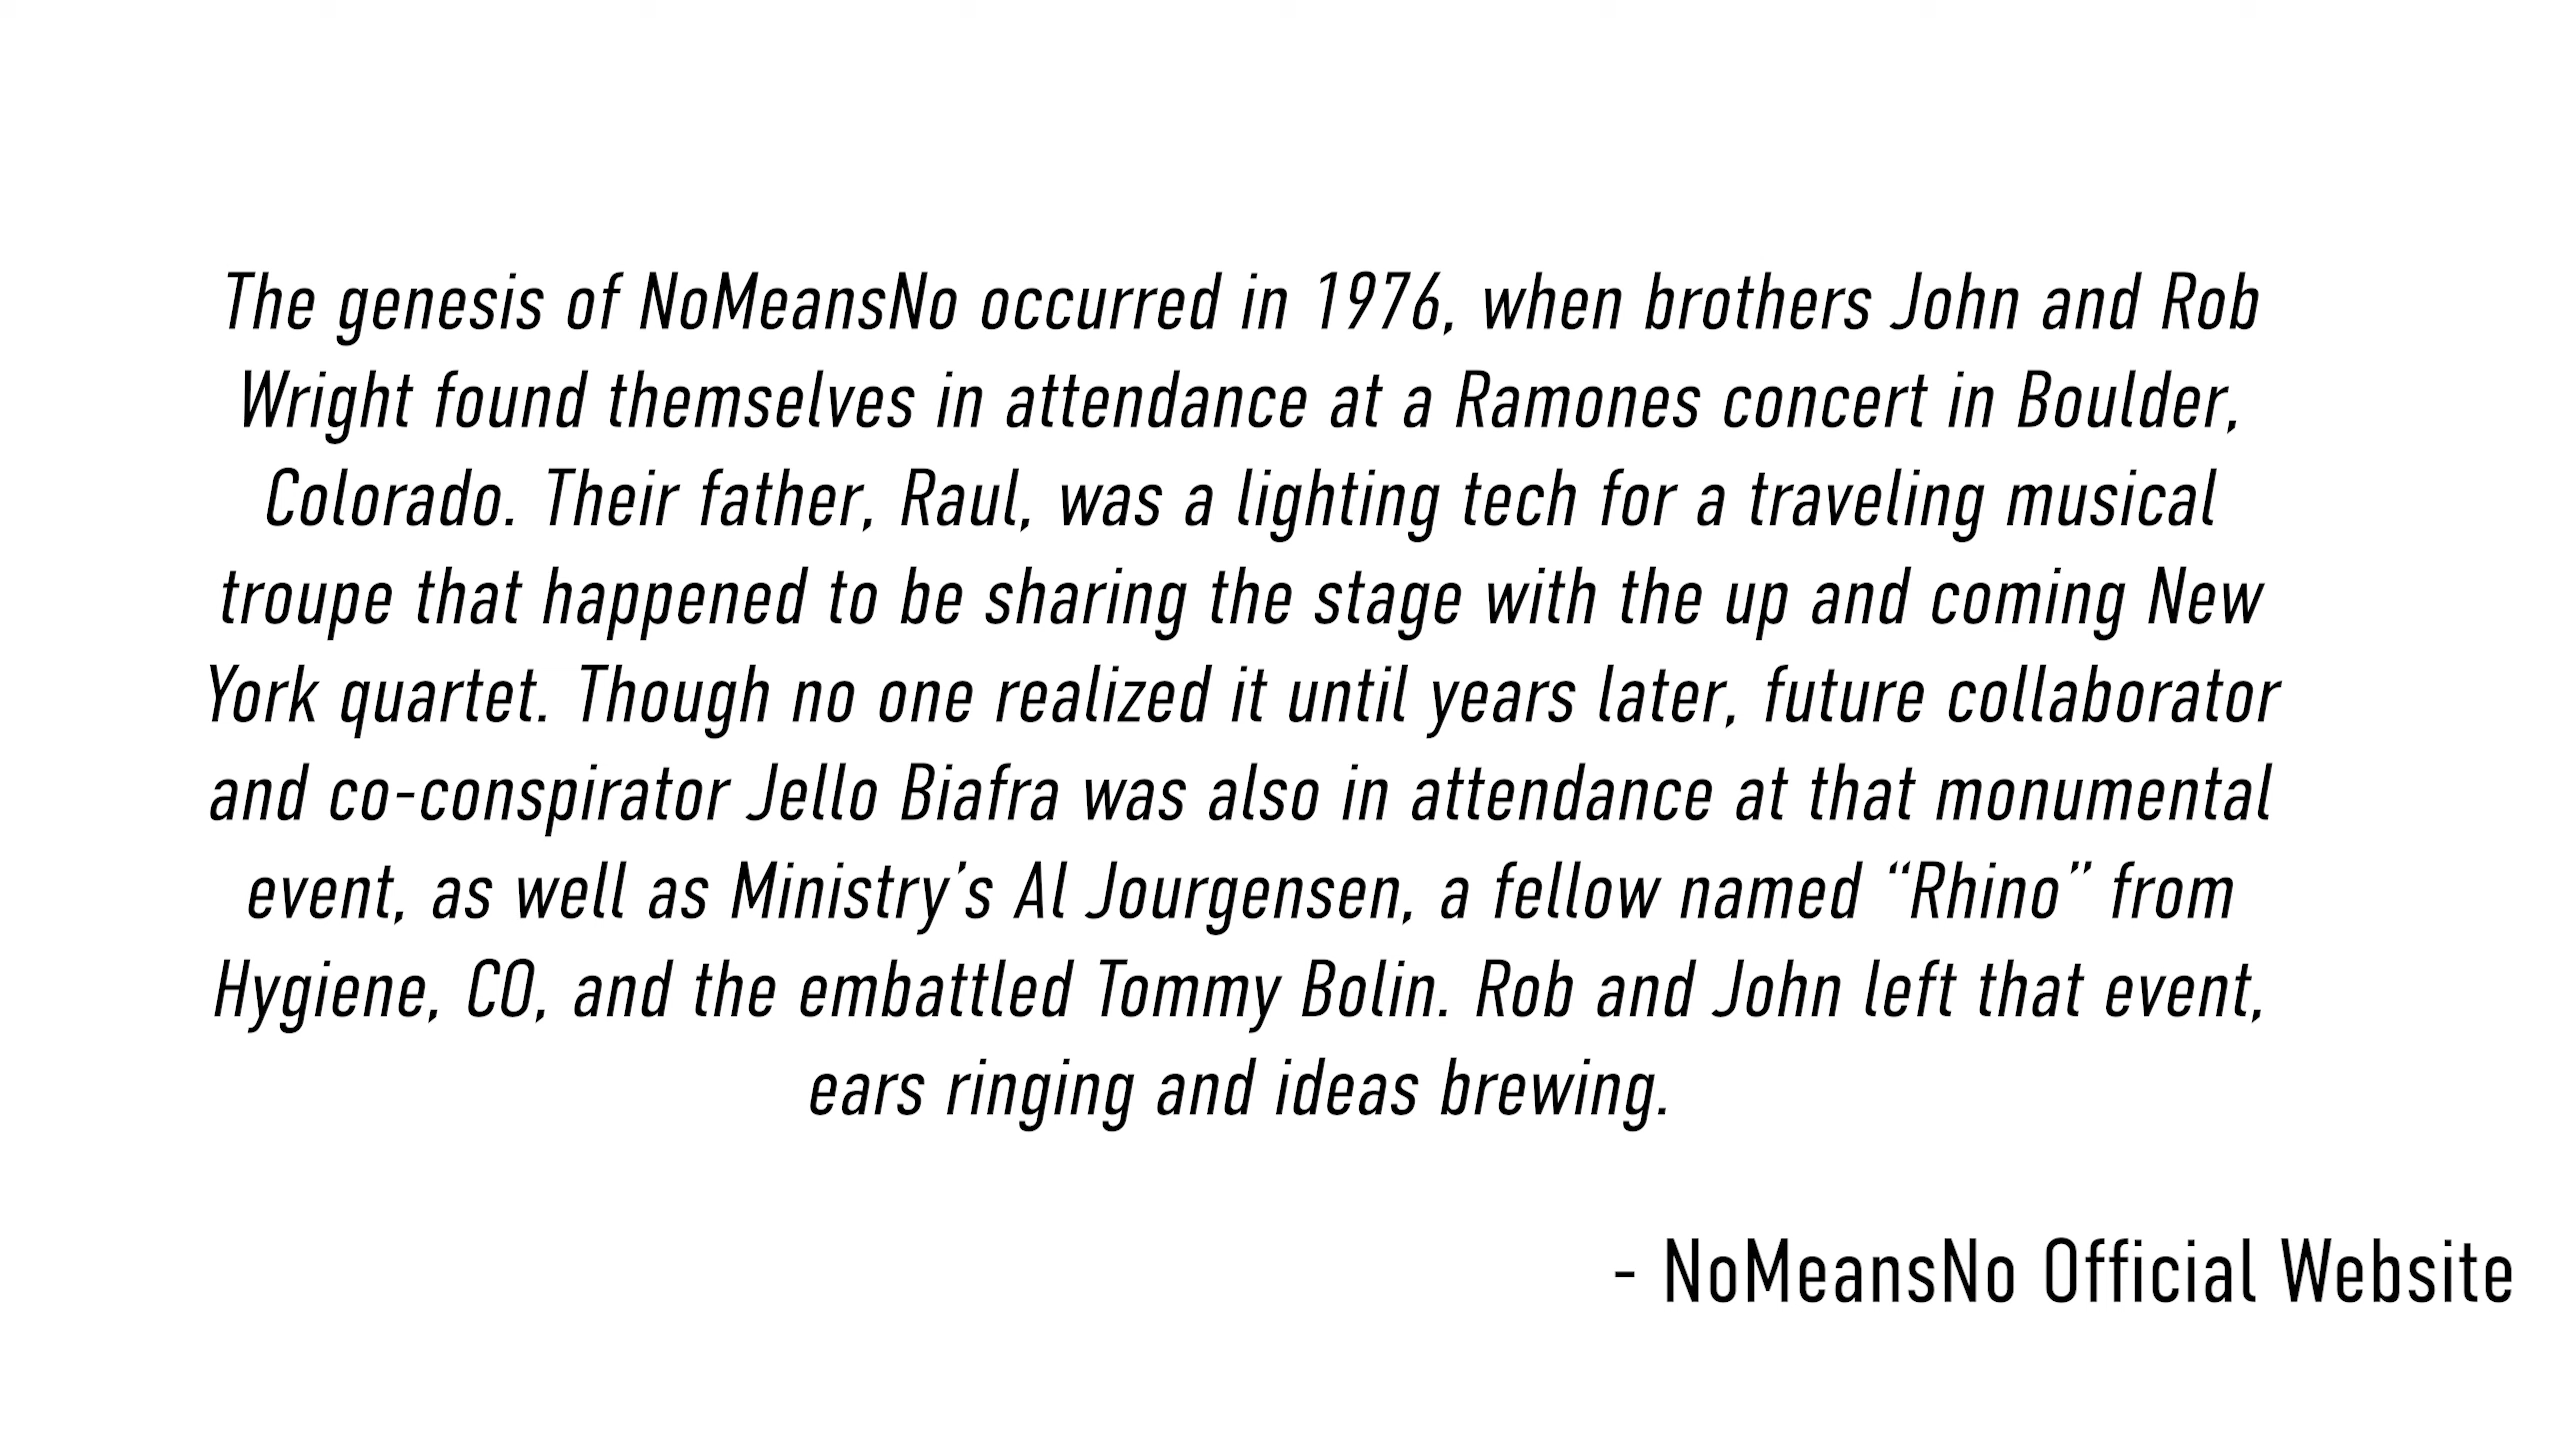 The genesis of NoMeansNo occurred in 1976, when brothers John and Rob
Wright found themselves in attendance at a Ramones concert in Boulder,
Colorado. Their father, Raul, was a lighting tech for a traveling musical
troupe that happened to be sharing the stage with the up and coming New
York quartet. Though no one realized it until years later, future collaborator
and co-conspirator Jello Biafra was also in attendance at that monumental
event, as well as Ministry’s Al Jourgensen, a fellow named “Rhino” from
Hygiene, CO, and the embattled Tommy Bolin. Rob and John left that event,
ears ringing and ideas brewing.
- NoMeansNo Official Website